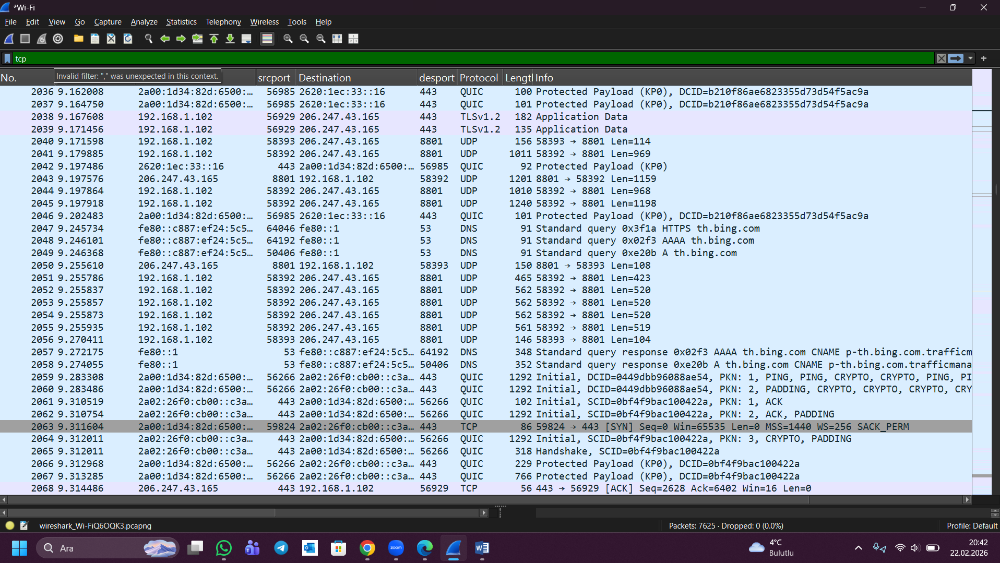 *Wi-Fi
File Edit View Go Capture Analyze Statistics Telephony Wireless Tools Help
tcp
Invalid filter: "," was unexpected in this context.
No. srcport Destination desport Protocol Lengtl Info
2036 9.162008 2a00:1d34:82d:6500:… 56985 2620:1ec:33::16 443 QUIC 100 Protected Payload (KP0), DCID=b210f86ae6823355d73d54f5ac9a
2037 9.164750 2a00:1d34:82d:6500:… 56985 2620:1ec:33::16 443 QUIC 101 Protected Payload (KP0), DCID=b210f86ae6823355d73d54f5ac9a
2038 9.167608 192.168.1.102 56929 206.247.43.165 443 TLSv1.2 182 Application Data
2039 9.171456 192.168.1.102 56929 206.247.43.165 443 TLSv1.2 135 Application Data
2040 9.171598 192.168.1.102 58393 206.247.43.165 8801 UDP 156 58393 → 8801 Len=114
2041 9.179885 192.168.1.102 58392 206.247.43.165 8801 UDP 1011 58392 → 8801 Len=969
2042 9.197486 2620:1ec:33::16 443 2a00:1d34:82d:6500:… 56985 QUIC 92 Protected Payload (KP0)
2043 9.197576 206.247.43.165 8801 192.168.1.102 58392 UDP 1201 8801 → 58392 Len=1159
2044 9.197864 192.168.1.102 58392 206.247.43.165 8801 UDP 1010 58392 → 8801 Len=968
2045 9.197918 192.168.1.102 58392 206.247.43.165 8801 UDP 1240 58392 → 8801 Len=1198
2046 9.202483 2a00:1d34:82d:6500:… 56985 2620:1ec:33::16 443 QUIC 101 Protected Payload (KP0), DCID=b210f86ae6823355d73d54f5ac9a
2047 9.245734 fe80::c887:ef24:5c5… 64046 fe80::1 53 DNS 91 Standard query 0x3f1a HTTPS th.bing.com
2048 9.246101 fe80::c887:ef24:5c5… 64192 fe80::1 53 DNS 91 Standard query 0x02f3 AAAA th.bing.com
2049 9.246368 fe80::c887:ef24:5c5… 50406 fe80::1 53 DNS 91 Standard query 0xe20b A th.bing.com
2050 9.255610 206.247.43.165 8801 192.168.1.102 58393 UDP 150 8801 → 58393 Len=108
2051 9.255786 192.168.1.102 58392 206.247.43.165 8801 UDP 465 58392 → 8801 Len=423
2052 9.255837 192.168.1.102 58392 206.247.43.165 8801 UDP 562 58392 → 8801 Len=520
2053 9.255857 192.168.1.102 58392 206.247.43.165 8801 UDP 562 58392 → 8801 Len=520
2054 9.255873 192.168.1.102 58392 206.247.43.165 8801 UDP 562 58392 → 8801 Len=520
2055 9.255935 192.168.1.102 58392 206.247.43.165 8801 UDP 561 58392 → 8801 Len=519
2056 9.270411 192.168.1.102 58393 206.247.43.165 8801 UDP 146 58393 → 8801 Len=104
2057 9.272175 fe80::1 53 fe80::c887:ef24:5c5… 64192 DNS 348 Standard query response 0x02f3 AAAA th.bing.com CNAME p-th.bing.com.trafficm
2058 9.274055 fe80::1 53 fe80::c887:ef24:5c5… 50406 DNS 352 Standard query response 0xe20b A th.bing.com CNAME p-th.bing.com.trafficmana
2059 9.283308 2a00:1d34:82d:6500:… 56266 2a02:26f0:cb00::c3a… 443 QUIC 1292 Initial, DCID=0449dbb96088ae54, PKN: 1, PING, PING, CRYPTO, CRYPTO, PING, PI
2060 9.283486 2a00:1d34:82d:6500:… 56266 2a02:26f0:cb00::c3a… 443 QUIC 1292 Initial, DCID=0449dbb96088ae54, PKN: 2, PADDING, CRYPTO, CRYPTO, CRYPTO, CRY
2061 9.310519 2a02:26f0:cb00::c3a… 443 2a00:1d34:82d:6500:… 56266 QUIC 102 Initial, SCID=0bf4f9bac100422a, PKN: 1, ACK
2062 9.310754 2a02:26f0:cb00::c3a… 443 2a00:1d34:82d:6500:… 56266 QUIC 1292 Initial, SCID=0bf4f9bac100422a, PKN: 2, ACK, PADDING
2063 9.311604 2a00:1d34:82d:6500:… 59824 2a02:26f0:cb00::c3a… 443 TCP 86 59824 → 443 [SYN] Seq=0 Win=65535 Len=0 MSS=1440 WS=256 SACK_PERM
2064 9.312011 2a02:26f0:cb00::c3a… 443 2a00:1d34:82d:6500:… 56266 QUIC 1292 Initial, SCID=0bf4f9bac100422a, PKN: 3, CRYPTO, PADDING
2065 9.312011 2a02:26f0:cb00::c3a… 443 2a00:1d34:82d:6500:… 56266 QUIC 318 Handshake, SCID=0bf4f9bac100422a
2066 9.312968 2a00:1d34:82d:6500:… 56266 2a02:26f0:cb00::c3a… 443 QUIC 229 Protected Payload (KP0), DCID=0bf4f9bac100422a
2067 9.313285 2a00:1d34:82d:6500:… 56266 2a02:26f0:cb00::c3a… 443 QUIC 766 Protected Payload (KP0), DCID=0bf4f9bac100422a
2068 9.314486 206.247.43.165 443 192.168.1.102 56929 TCP 56 443 → 56929 [ACK] Seq=2628 Ack=6402 Win=16 Len=0
wireshark_Wi-FiQ6OQK3.pcapng Packets: 7625 · Dropped: 0 (0.0%) Profile: Default
Ara zoom 4°C 20:42
Bulutlu 22.02.2026